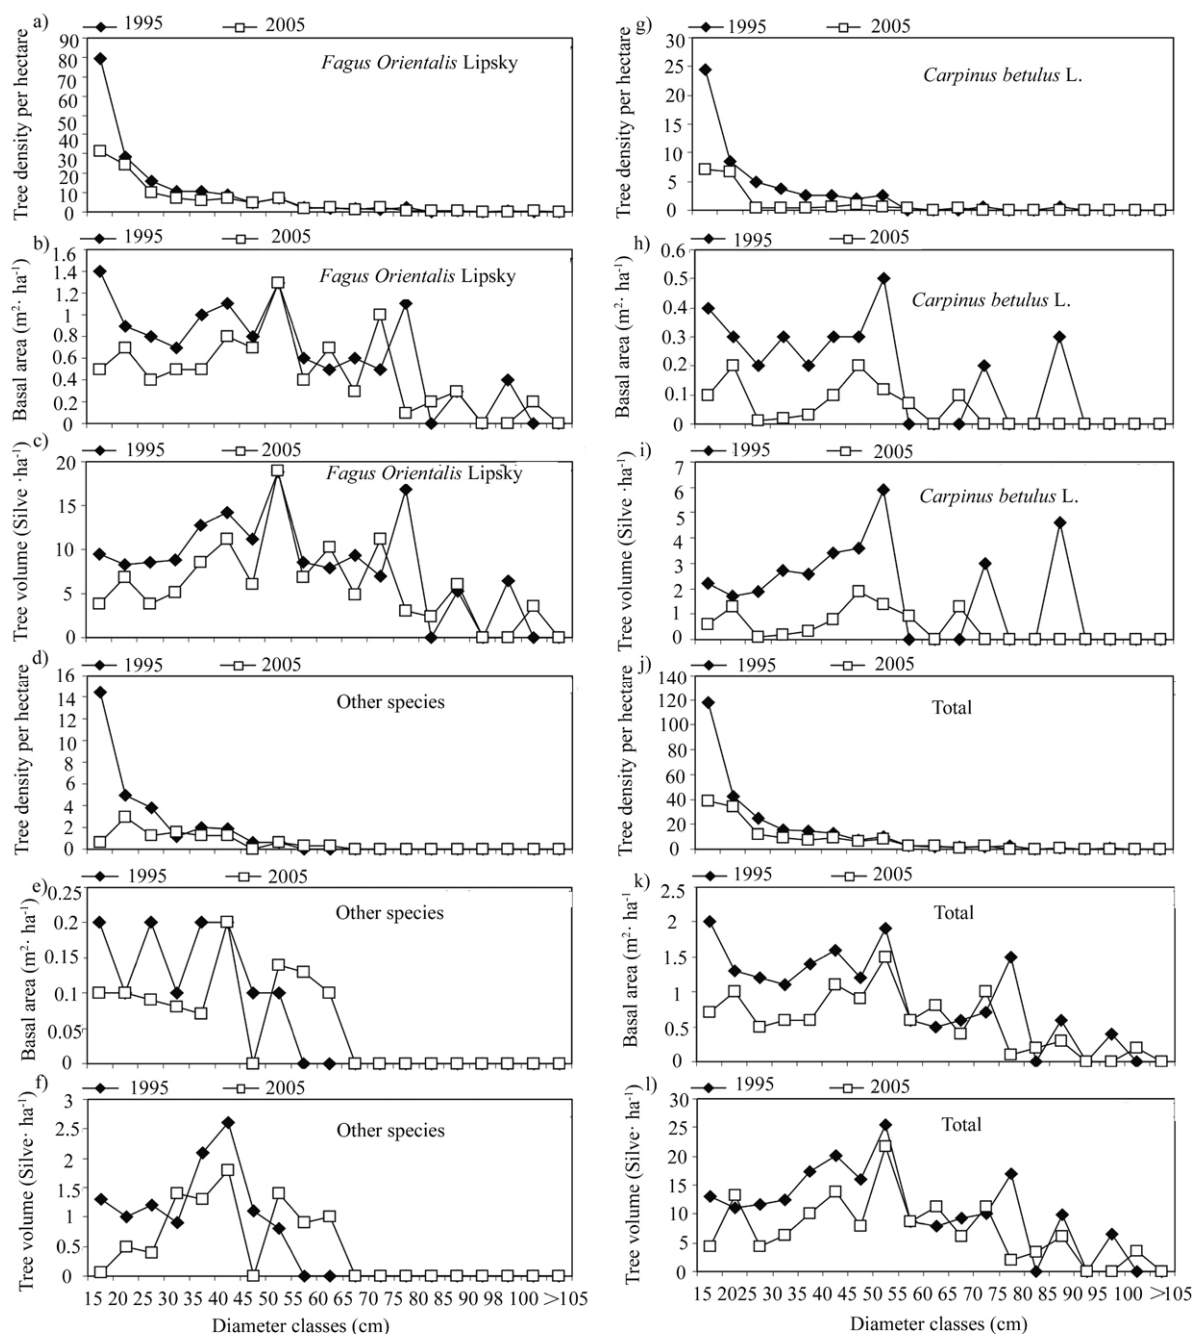 a) 1995 2005
Tree density per hectare
90
80
70
60
50
40
30
20
10
0
Fagus Orientalis Lipsky
b) 1995 2005
Basal area (m²· ha⁻¹)
1.6
1.4
1.2
1
0.8
0.6
0.4
0.2
0
Fagus Orientalis Lipsky
c) 1995 2005
Tree volume (Silve ·ha⁻¹)
20
15
10
5
0
Fagus Orientalis Lipsky
d) 1995 2005
Tree density per hectare
16
14
12
10
8
6
4
2
0
Other species
e) 1995 2005
Basal area (m²· ha⁻¹)
0.25
0.2
0.15
0.1
0.05
0
Other species
f) 1995 2005
Tree volume (Silve· ha⁻¹)
3
2.5
2
1.5
1
0.5
0
Other species
15 20 25 30 35 40 45 50 55 60 70 75 80 85 90 98 100 >105
Diameter classes (cm)
g) 1995 2005
Tree density per hectare
30
25
20
15
10
5
0
Carpinus betulus L.
h) 1995 2005
Basal area (m²· ha⁻¹)
0.6
0.5
0.4
0.3
0.2
0.1
0
Carpinus betulus L.
i) 1995 2005
Tree volume (Silve ·ha⁻¹)
7
6
5
4
3
2
1
0
Carpinus betulus L.
j) 1995 2005
Tree density per hectare
140
120
100
80
60
40
20
0
Total
k) 1995 2005
Basal area (m²· ha⁻¹)
2.5
2
1.5
1
0.5
0
Total
l) 1995 2005
Tree volume (Silve· ha⁻¹)
30
25
20
15
10
5
0
Total
15 2025 30 35 40 45 50 55 60 70 75 80 85 90 95 100 >105
Diameter classes (cm)